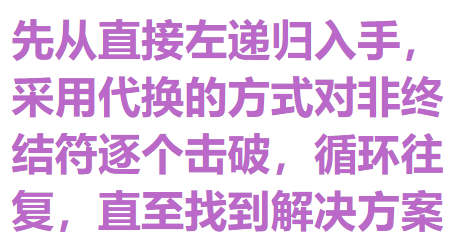 先从直接左递归入手，
采用代换的方式对非终
结符逐个击破，循环往
复，直至找到解决方案